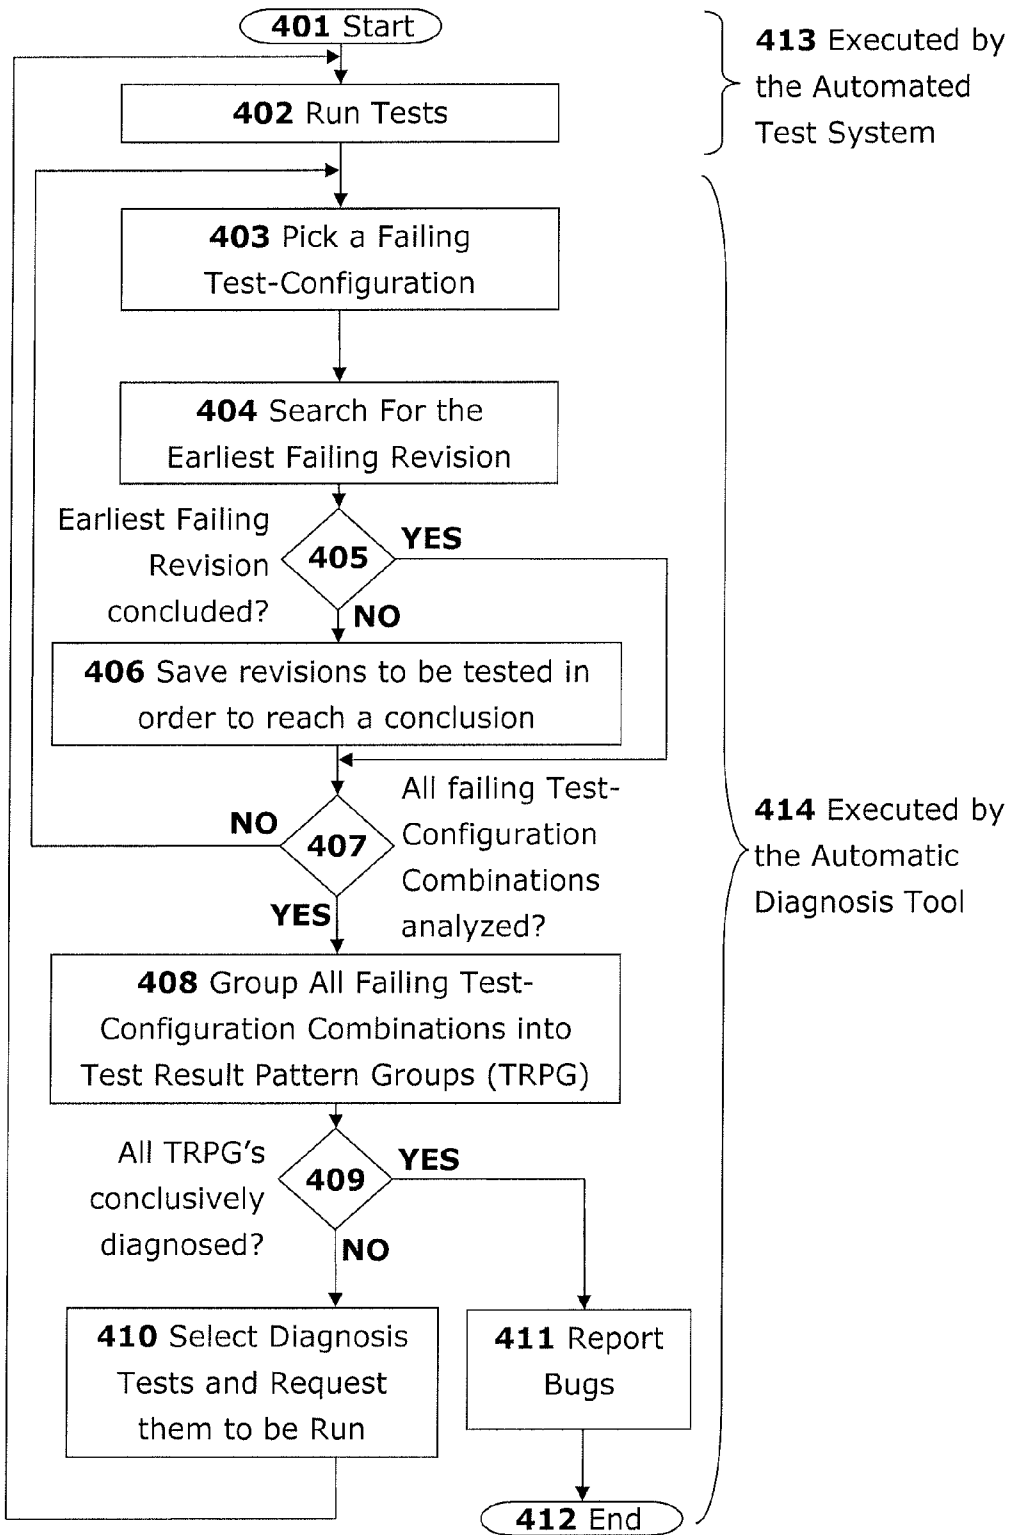 401 Start
413 Executed by
the Automated
Test System
402 Run Tests
403 Pick a Failing
Test-Configuration
404 Search For the
Earliest Failing Revision
Earliest Failing
Revision
concluded?
405
YES
NO
406 Save revisions to be tested in
order to reach a conclusion
All failing Test-
Configuration
Combinations
analyzed?
NO
407
YES
414 Executed by
the Automatic
Diagnosis Tool
408 Group All Failing Test-
Configuration Combinations into
Test Result Pattern Groups (TRPG)
All TRPG's
conclusively
diagnosed?
409
YES
NO
410 Select Diagnosis
Tests and Request
them to be Run
411 Report
Bugs
412 End